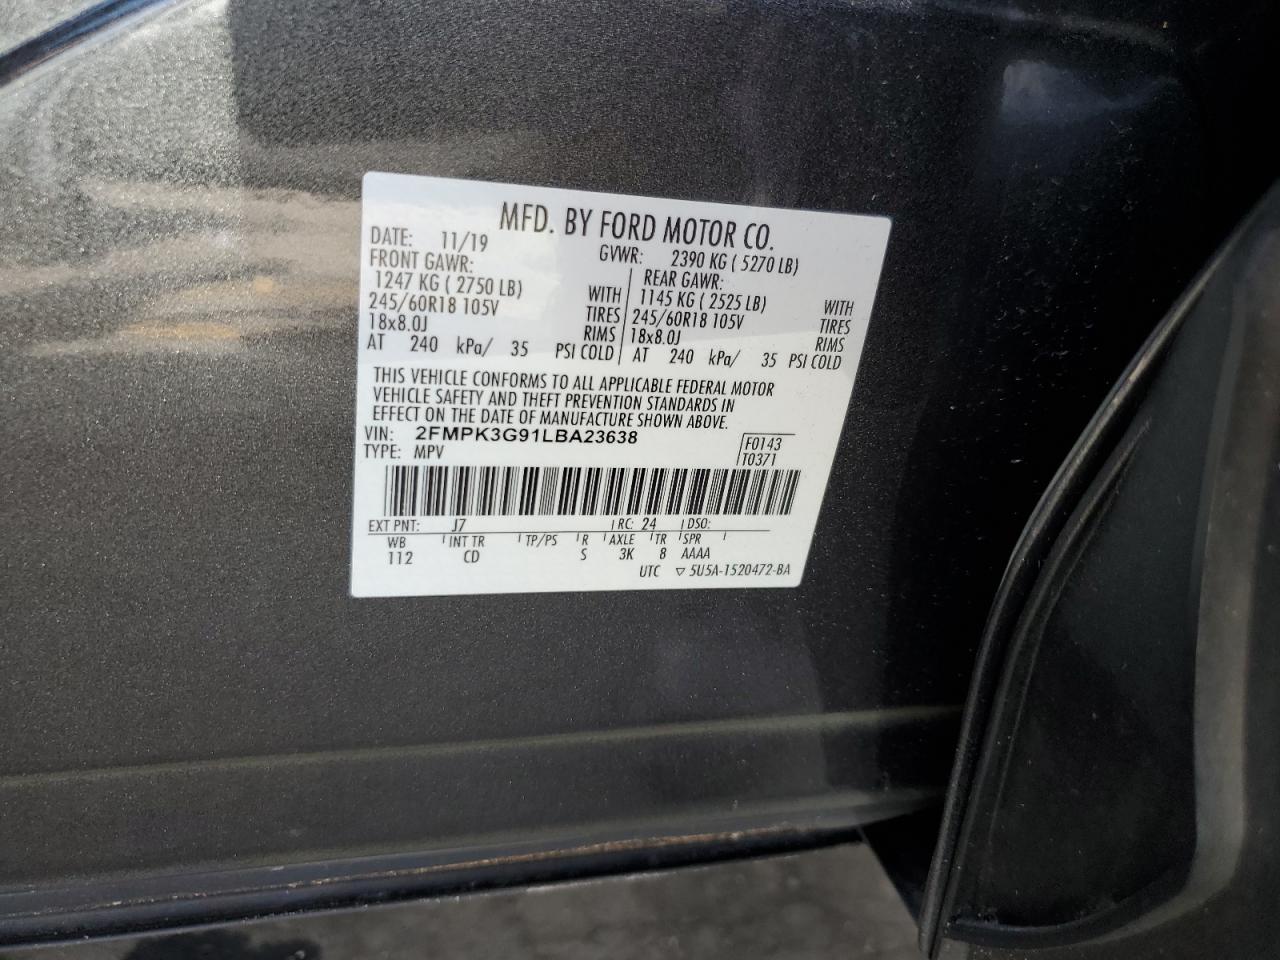 MFD. BY FORD MOTOR CO.
DATE: 11/19 GVWR: 2390 KG ( 5270 LB)
FRONT GAWR: REAR GAWR:
1247 KG ( 2750 LB) WITH 1145 KG ( 2525 LB) WITH
245/60R18 105V TIRES 245/60R18 105V TIRES
18x8.0J RIMS 18x8.0J RIMS
AT 240 kPa/ 35 PSI COLD AT 240 kPa/ 35 PSI COLD
THIS VEHICLE CONFORMS TO ALL APPLICABLE FEDERAL MOTOR
VEHICLE SAFETY AND THEFT PREVENTION STANDARDS IN
EFFECT ON THE DATE OF MANUFACTURE SHOWN ABOVE.
VIN: 2FMPK3G91LBA23638 F0143
TYPE: MPV T0371
EXT PNT: J7 RC: 24 DSO:
WB INT TR TP/PS R AXLE TR SPR
112 CD S 3K 8 AAAA
UTC ▽ 5U5A-1520472-BA